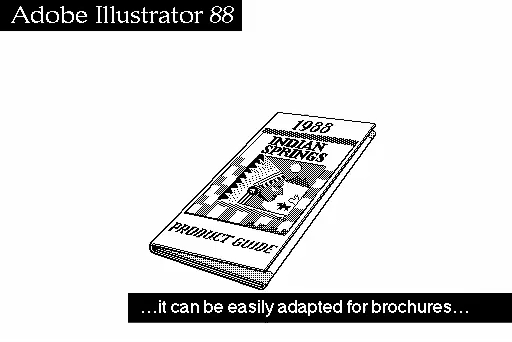 Adobe Illustrator 88
1988
INDIAN
SPRINGS
PRODUCT GUIDE
...it can be easily adapted for brochures...